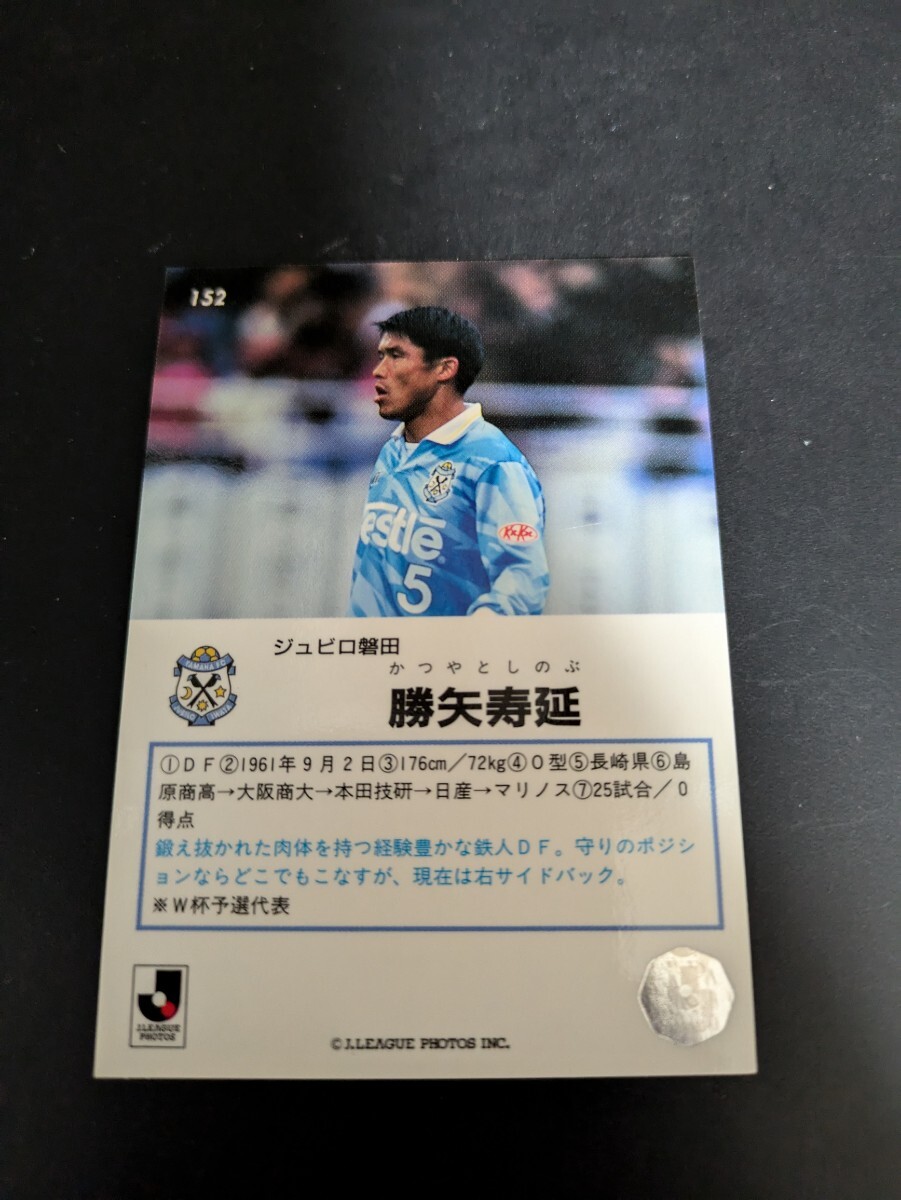 152
estlé
KitKat
5
YAMAHA FC
JUBILO IWATA
ジュビロ磐田
かつやとしのぶ
勝矢寿延
①DF②1961年9月2日③176cm／72kg④O型⑤長崎県⑥島
原商高→大阪商大→本田技研→日産→マリノス⑦25試合／0
得点
鍛え抜かれた肉体を持つ経験豊かな鉄人DF。守りのポジシ
ョンならどこでもこなすが、現在は右サイドバック。
※W杯予選代表
J.LEAGUE
PHOTOS
© J.LEAGUE PHOTOS INC.